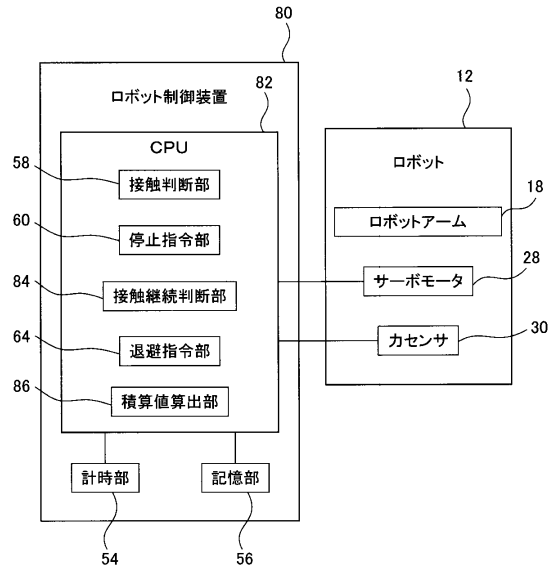 80
ロボット制御装置
82
CPU
58
接触判断部
60
停止指令部
84
接触継続判断部
64
退避指令部
86
積算値算出部
計時部
54
記憶部
56
12
ロボット
18
ロボットアーム
サーボモータ
28
力センサ
30